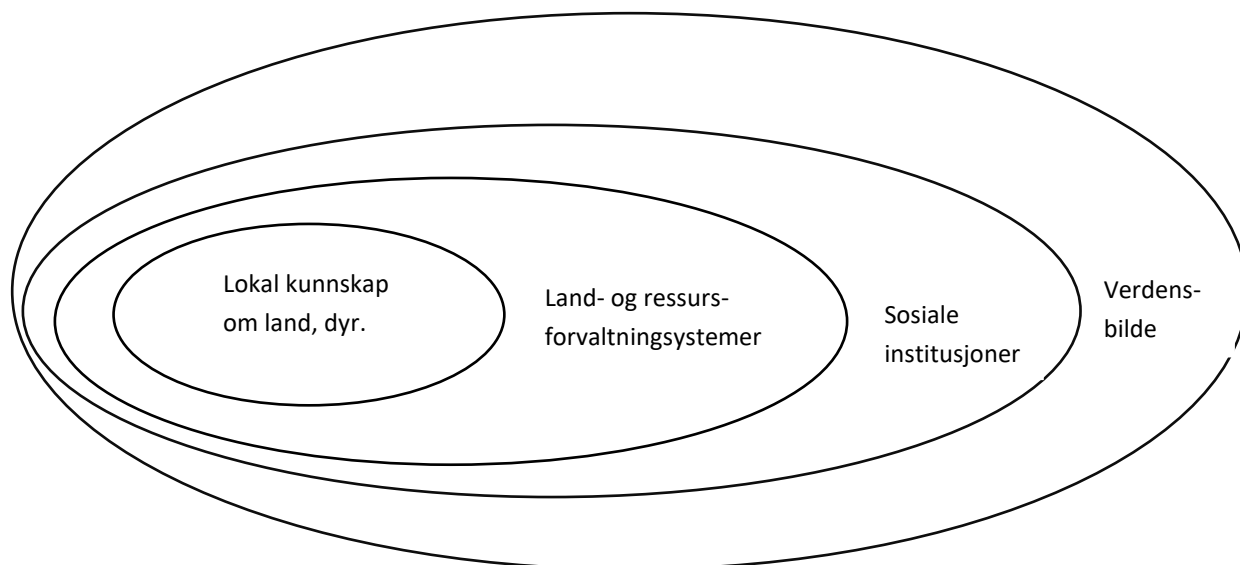 Lokal kunnskap
om land, dyr.
Land- og ressurs-
forvaltningsystemer
Sosiale
institusjoner
Verdens-
bilde